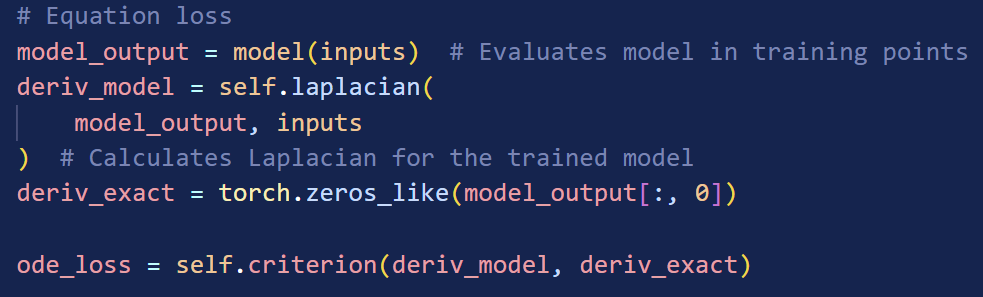 # Equation loss
model_output = model(inputs)  # Evaluates model in training points
deriv_model = self.laplacian(
    model_output, inputs
)  # Calculates Laplacian for the trained model
deriv_exact = torch.zeros_like(model_output[:, 0])
ode_loss = self.criterion(deriv_model, deriv_exact)